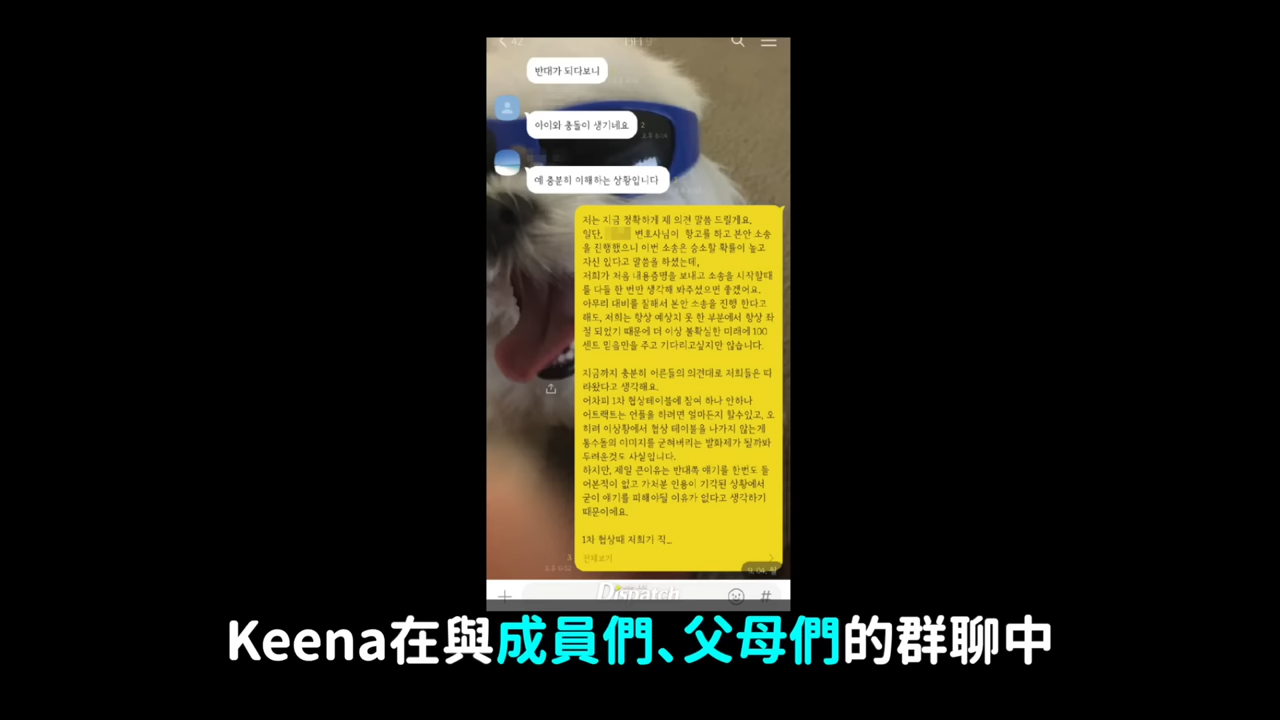 42
반대가 되다보니
아이와 충돌이 생기네요
2
예 충분히 이해하는 상황입니다
저는 지금 정확하게 제 의견 말씀 드릴게요.
일단, 변호사님이 항고를 하고 본안 소송
을 진행했으니 이번 소송은 승소할 확률이 높고
자신 있다고 말씀을 하셨는데,
저희가 처음 내용증명을 보내고 소송을 시작할때
를 다들 한 번만 생각해 봐주셨으면 좋겠어요.
아무리 대비를 잘해서 본안 소송을 진행 한다고
해도, 저희는 항상 예상치 못 한 부분에서 항상 좌
절 되었기 때문에 더 이상 불확실한 미래에 100
센트 믿음만을 주고 기다리고싶지만 않습니다.
지금까지 충분히 어른들의 의견대로 저희들은 따
라왔다고 생각해요.
어차피 1차 협상테이블에 참여 하나 안하나
어트랙트는 언플을 하려면 얼마든지 할수있고, 오
히려 이상황에서 협상 테이블을 나가지 않는게
통수돌의 이미지를 굳혀버리는 발화제가 될까봐
두려운것도 사실입니다.
하지만, 제일 큰이유는 반대쪽 얘기를 한번도 들
어본적이 없고 가처분 인용이 기각된 상황에서
굳이 얘기를 피해야될 이유가 없다고 생각하기
때문이에요.
1차 협상때 저희가 직...
3
전체보기
오후 6:02
9. 04. 월
Dispatch
#
Keena在與成員們、父母們的群聊中